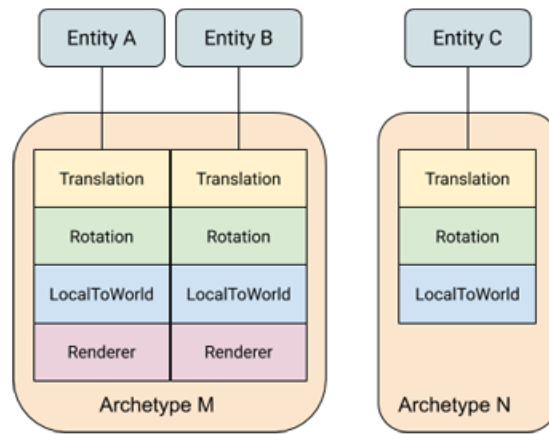 Entity A
Entity B
Entity C
Translation
Translation
Translation
Rotation
Rotation
Rotation
LocalToWorld
LocalToWorld
LocalToWorld
Renderer
Renderer
Archetype M
Archetype N